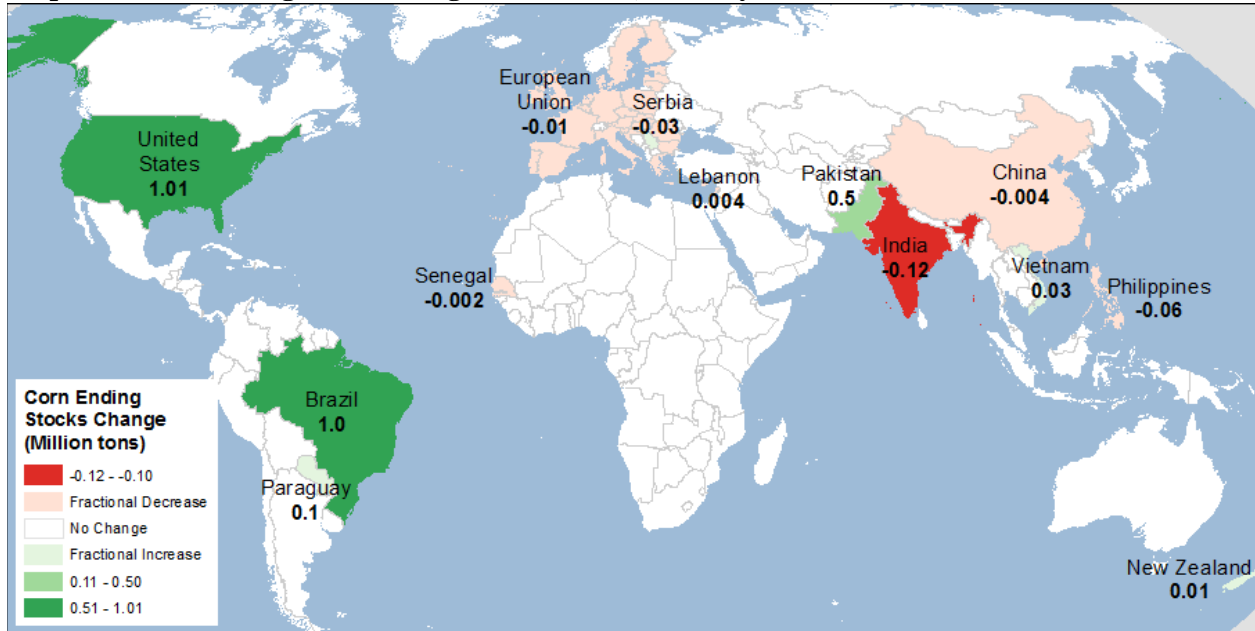 European
Union
-0.01
Serbia
-0.03
United
States
1.01
Lebanon
0.004
Pakistan
0.5
China
-0.004
India
-0.12
Senegal
-0.002
Vietnam
0.03
Philippines
-0.06
Brazil
1.0
Paraguay
0.1
New Zealand
0.01
Corn Ending
Stocks Change
(Million tons)
-0.12 - -0.10
Fractional Decrease
No Change
Fractional Increase
0.11 - 0.50
0.51 - 1.01